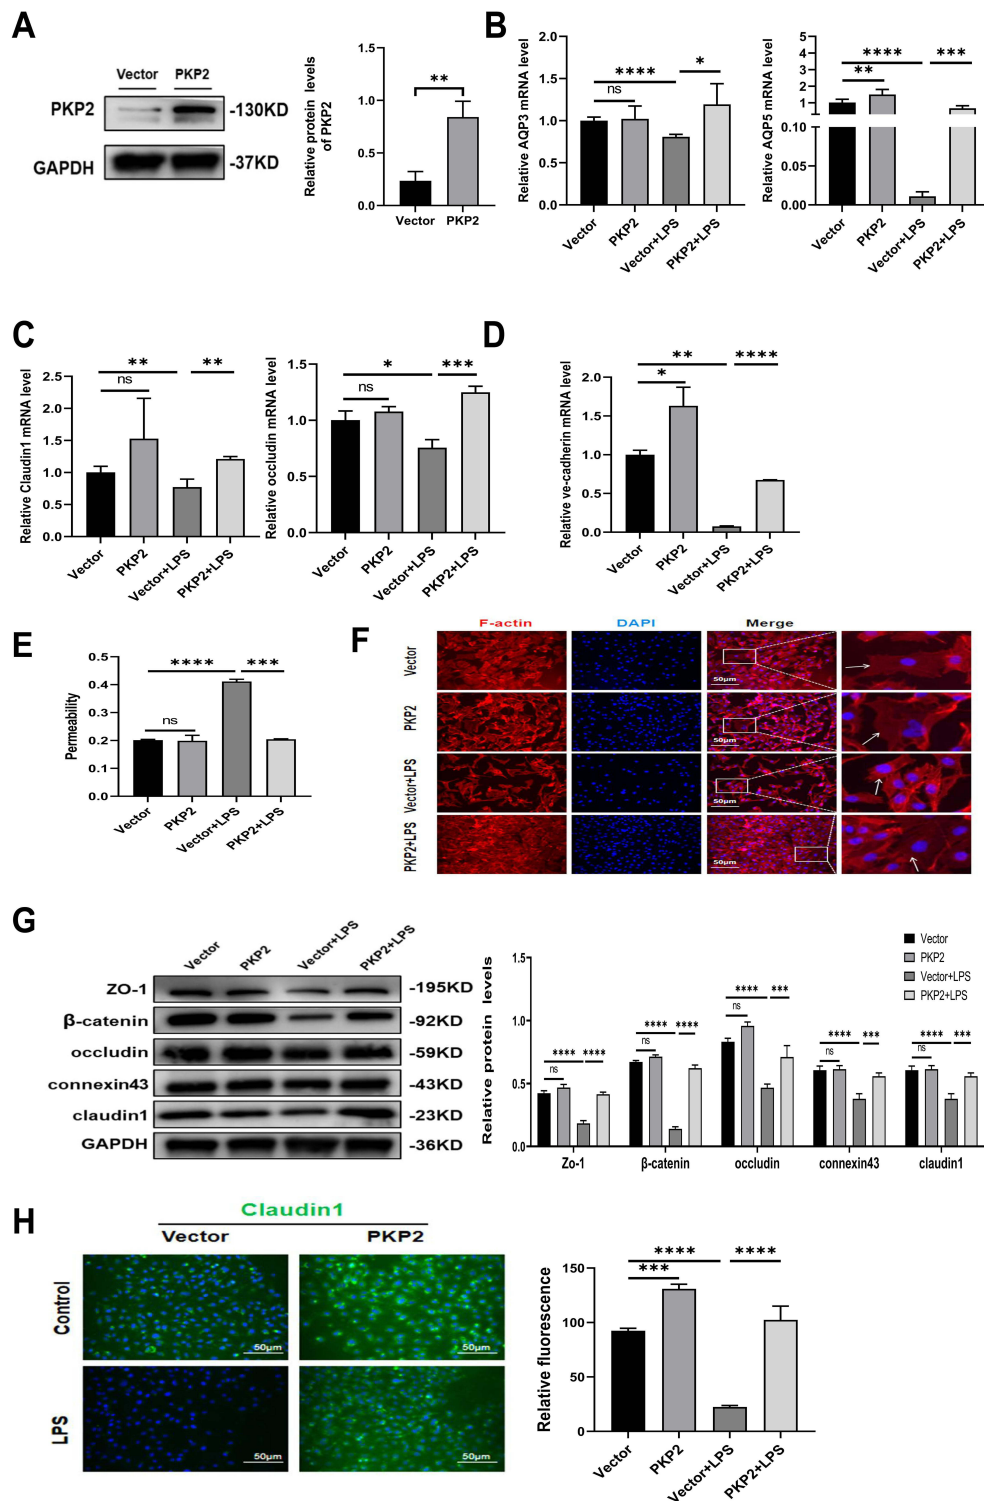 A
Vector PKP2
PKP2 -130KD
GAPDH -37KD
Relative protein levels
of PKP2
1.5
1.0
0.5
0.0
**
Vector PKP2
B
Relative AQP3 mRNA level
2.0
1.5
1.0
0.5
0.0
**** *
ns
Vector
PKP2
Vector+LPS
PKP2+LPS
Relative AQP5 mRNA level
5
4
3
2
1
0.10
0.05
0.00
**** ***
**
Vector
PKP2
Vector+LPS
PKP2+LPS
C
Relative Claudin1 mRNA level
2.5
2.0
1.5
1.0
0.5
0.0
** **
ns
Vector
PKP2
Vector+LPS
PKP2+LPS
Relative occludin mRNA level
1.5
1.0
0.5
0.0
* ***
ns
Vector
PKP2
Vector+LPS
PKP2+LPS
D
Relative ve-cadherin mRNA level
2.0
1.5
1.0
0.5
0.0
** ****
*
Vector
PKP2
Vector+LPS
PKP2+LPS
E
Permeability
0.5
0.4
0.3
0.2
0.1
0.0
**** ***
ns
Vector
PKP2
Vector+LPS
PKP2+LPS
F
F-actin DAPI Merge
Vector
50μm
PKP2
50μm
Vector+LPS
50μm
PKP2+LPS
50μm
G
Vector PKP2 Vector+LPS PKP2+LPS
ZO-1 -195KD
β-catenin -92KD
occludin -59KD
connexin43 -43KD
claudin1 -23KD
GAPDH -36KD
Vector
PKP2
Vector+LPS
PKP2+LPS
Relative protein levels
1.5
1.0
0.5
0.0
**** ****
ns
**** ****
ns
**** ***
ns
**** ***
ns
**** ***
ns
Zo-1 β-catenin occludin connexin43 claudin1
H
Claudin1
Vector PKP2
Control
50μm 50μm
LPS
50μm 50μm
Relative fluorescence
150
100
50
0
**** ****
***
Vector
PKP2
Vector+LPS
PKP2+LPS